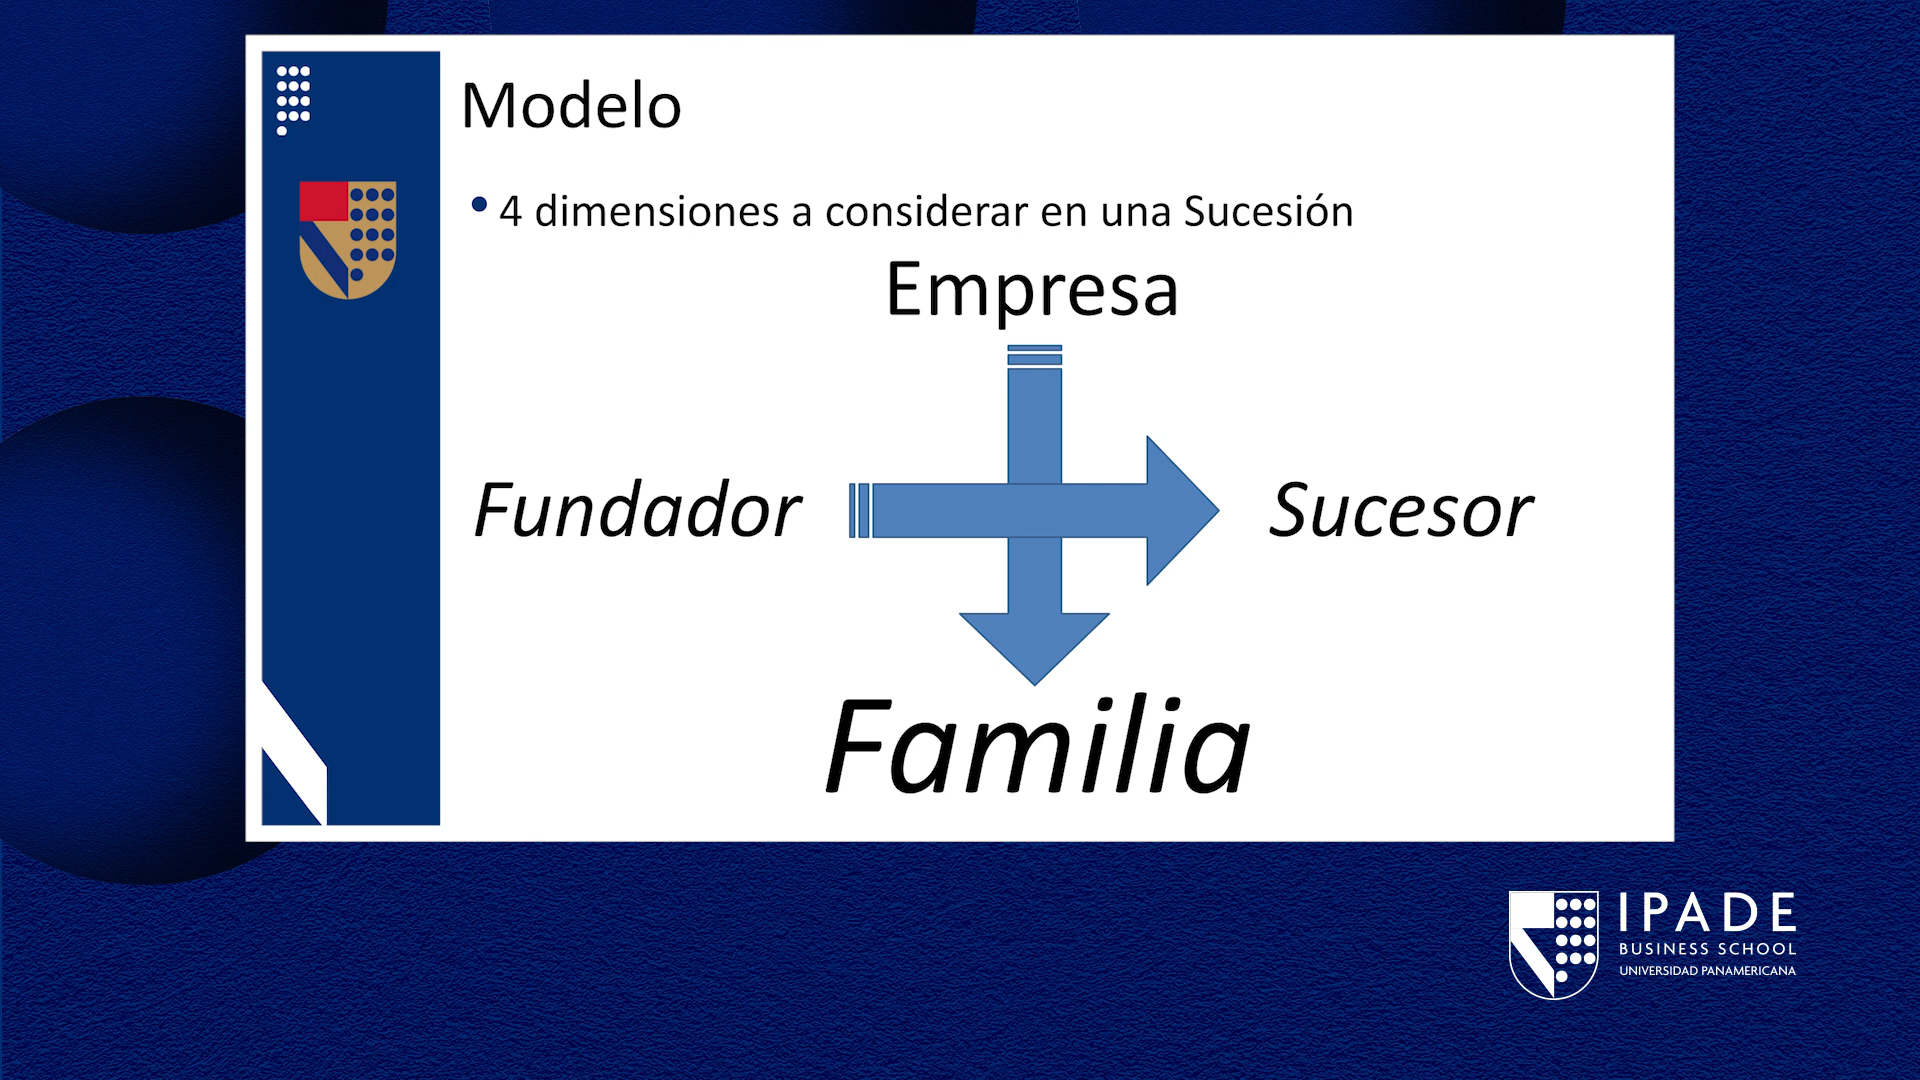 Modelo
• 4 dimensiones a considerar en una Sucesión
Empresa
Fundador
Sucesor
Familia
IPADE
BUSINESS SCHOOL
UNIVERSIDAD PANAMERICANA